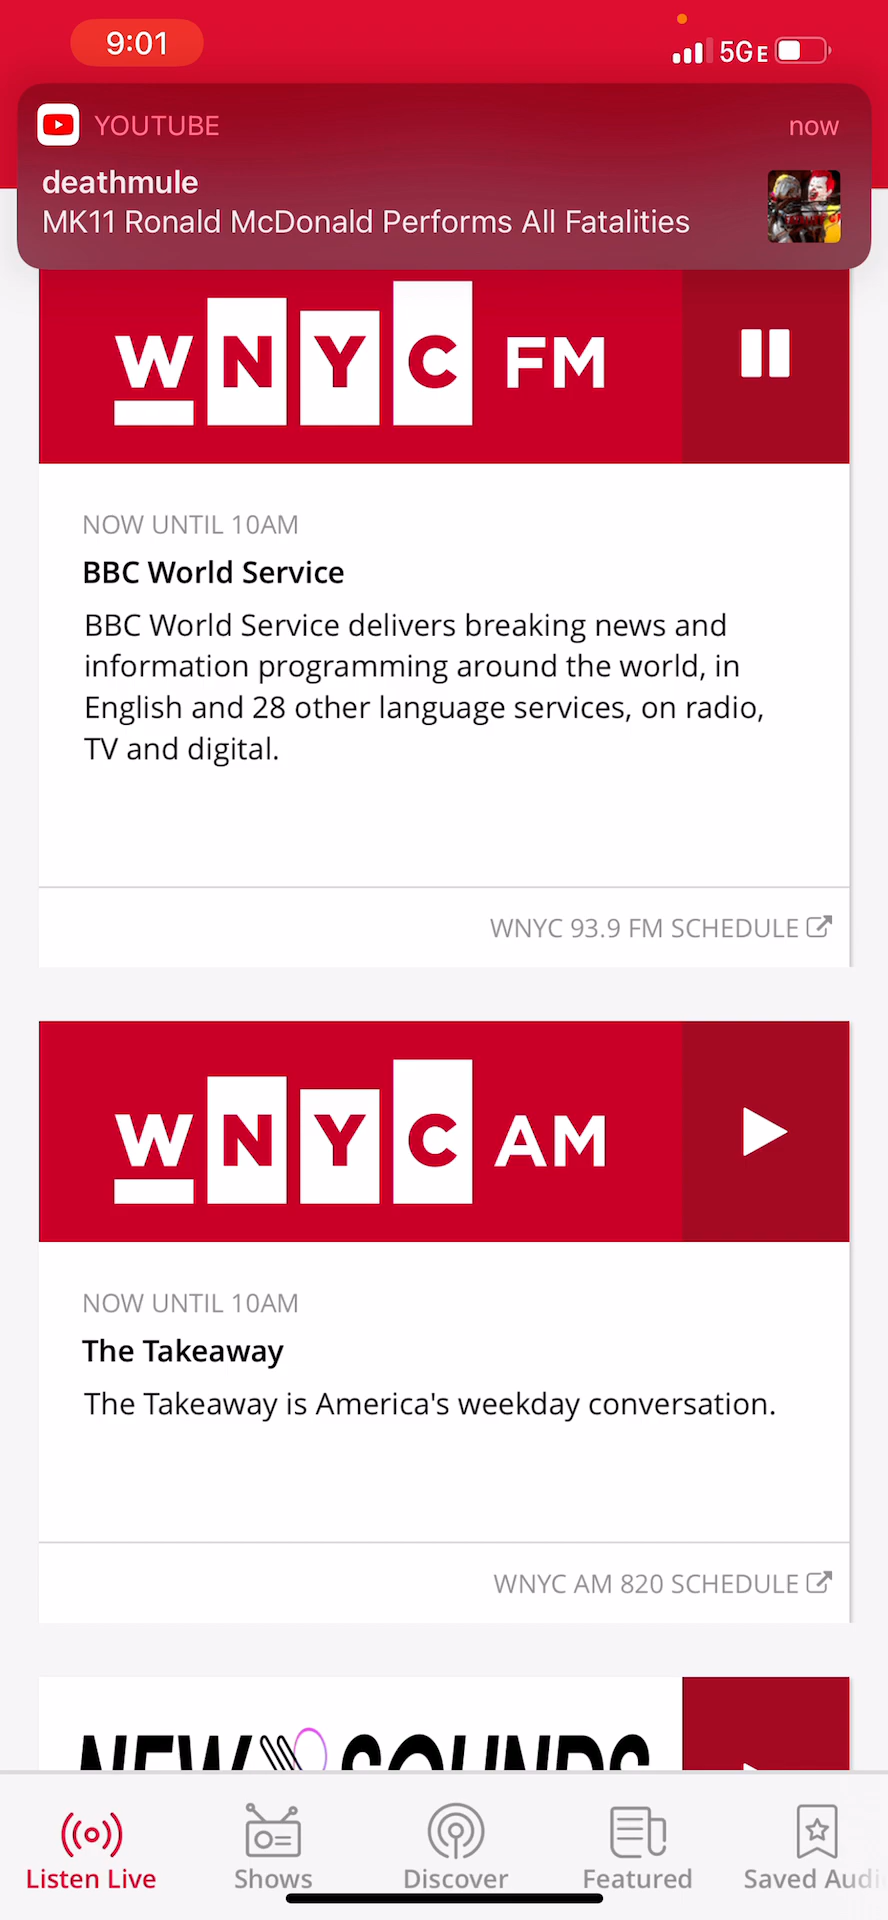 9:01
5GE
YOUTUBE
now
deathmule
MK11 Ronald McDonald Performs All Fatalities
WNYC FM
NOW UNTIL 10AM
BBC World Service
BBC World Service delivers breaking news and
information programming around the world, in
English and 28 other language services, on radio,
TV and digital.
WNYC 93.9 FM SCHEDULE
WNYC AM
NOW UNTIL 10AM
The Takeaway
The Takeaway is America's weekday conversation.
WNYC AM 820 SCHEDULE
NEW SOUNDS
Listen Live
Shows
Discover
Featured
Saved Audi